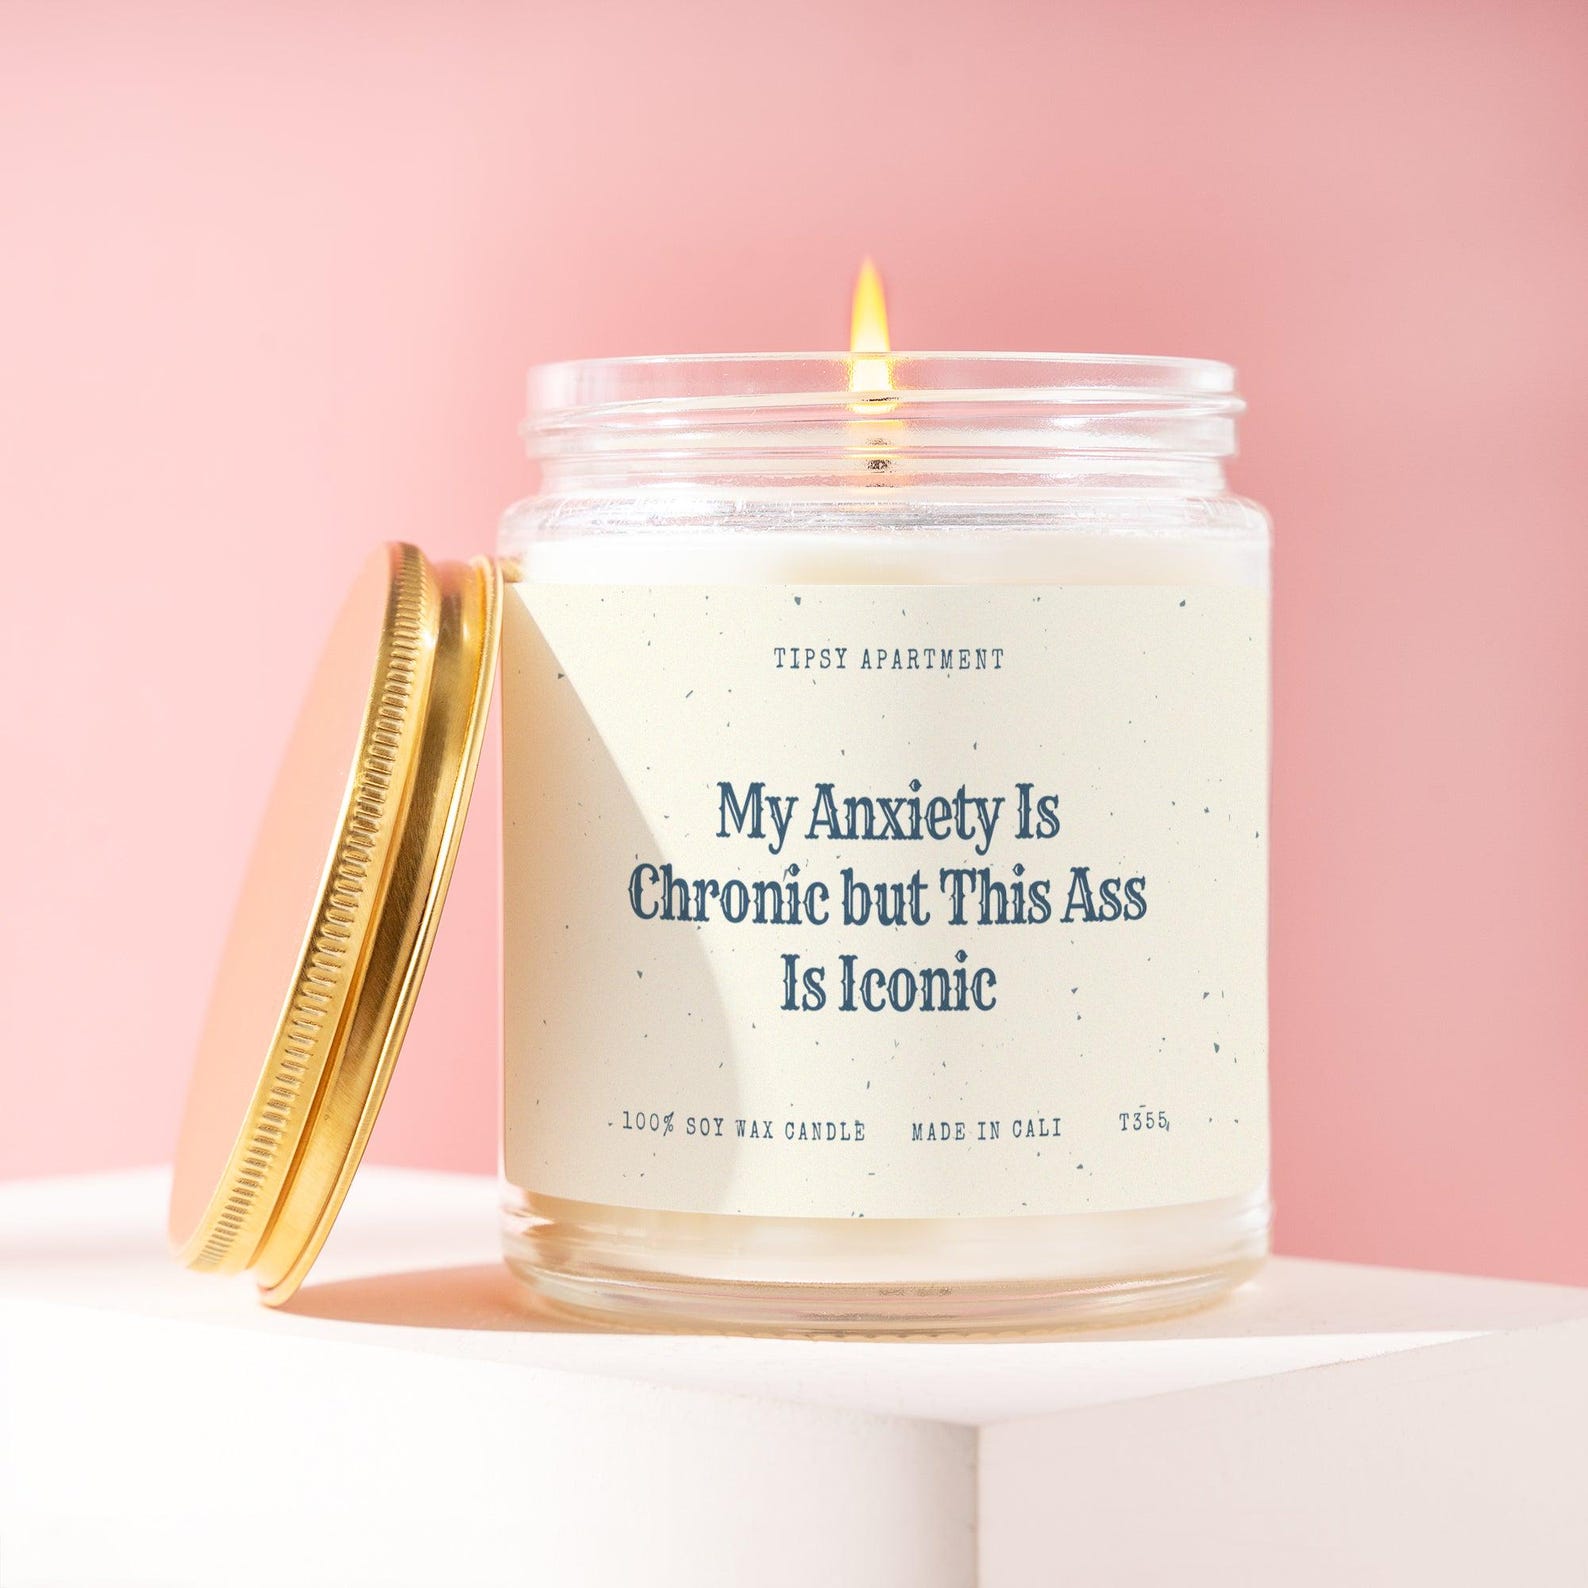 TIPSY APARTMENT
My Anxiety Is
Chronic but This Ass
Is Iconic
100% SOY WAX CANDLE MADE IN CALI T355